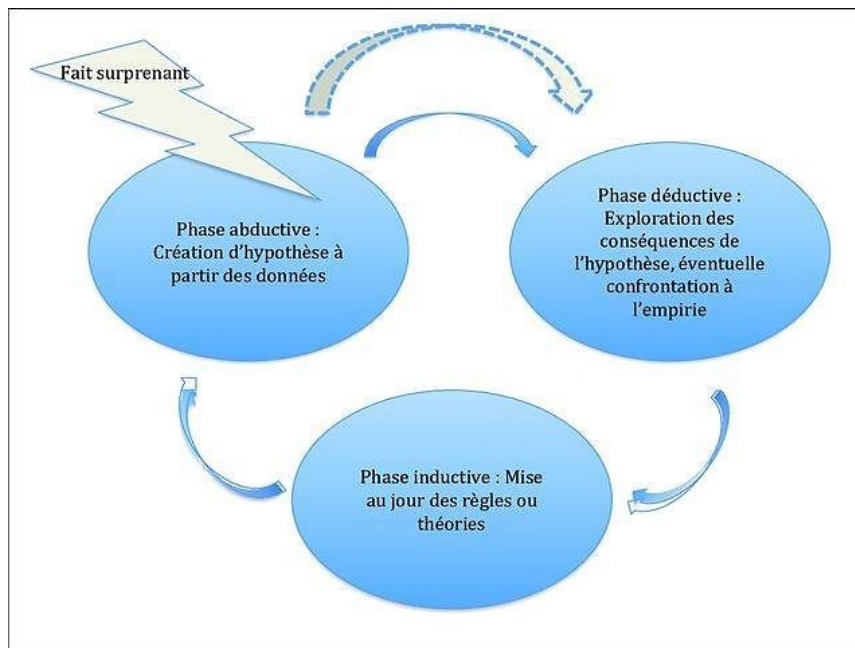 Fait surprenant
Phase abductive :
Création d'hypothèse à
partir des données
Phase déductive :
Exploration des
conséquences de
l'hypothèse, éventuelle
confrontation à
l'empirie
Phase inductive : Mise
au jour des règles ou
théories